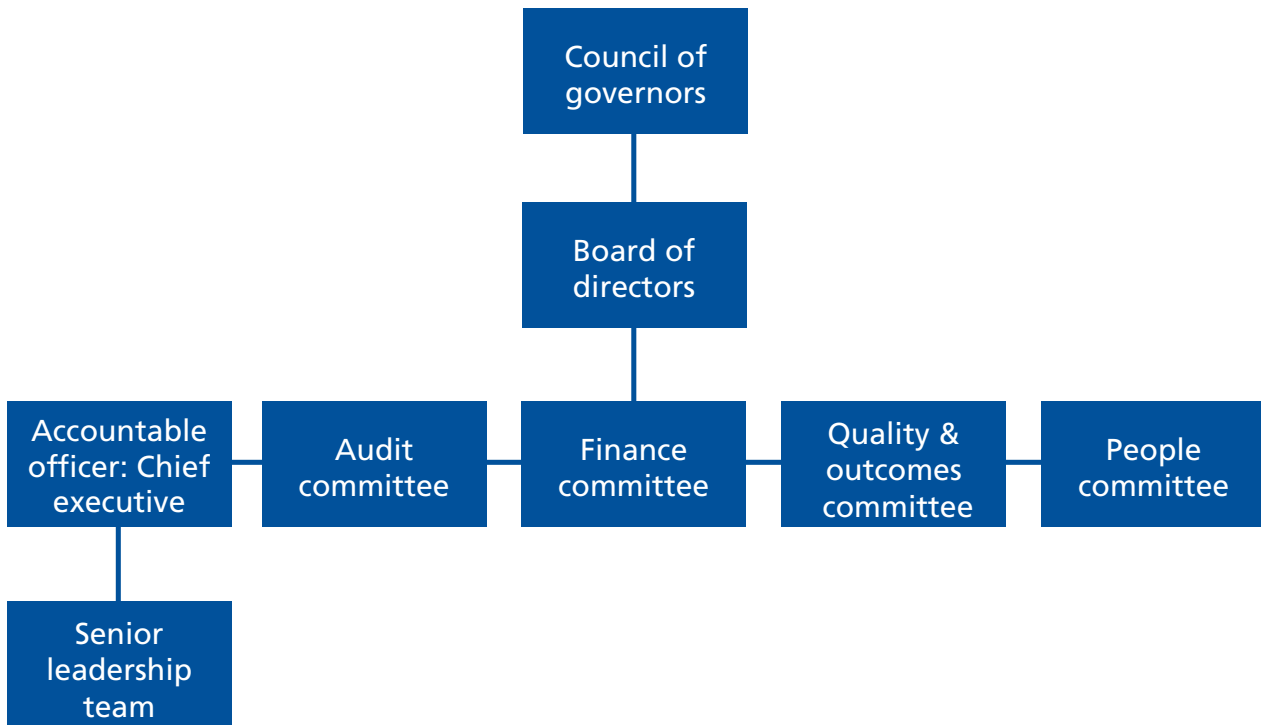 Council of
governors
Board of
directors
Accountable
officer: Chief
executive
Audit
committee
Finance
committee
Quality &
outcomes
committee
People
committee
Senior
leadership
team